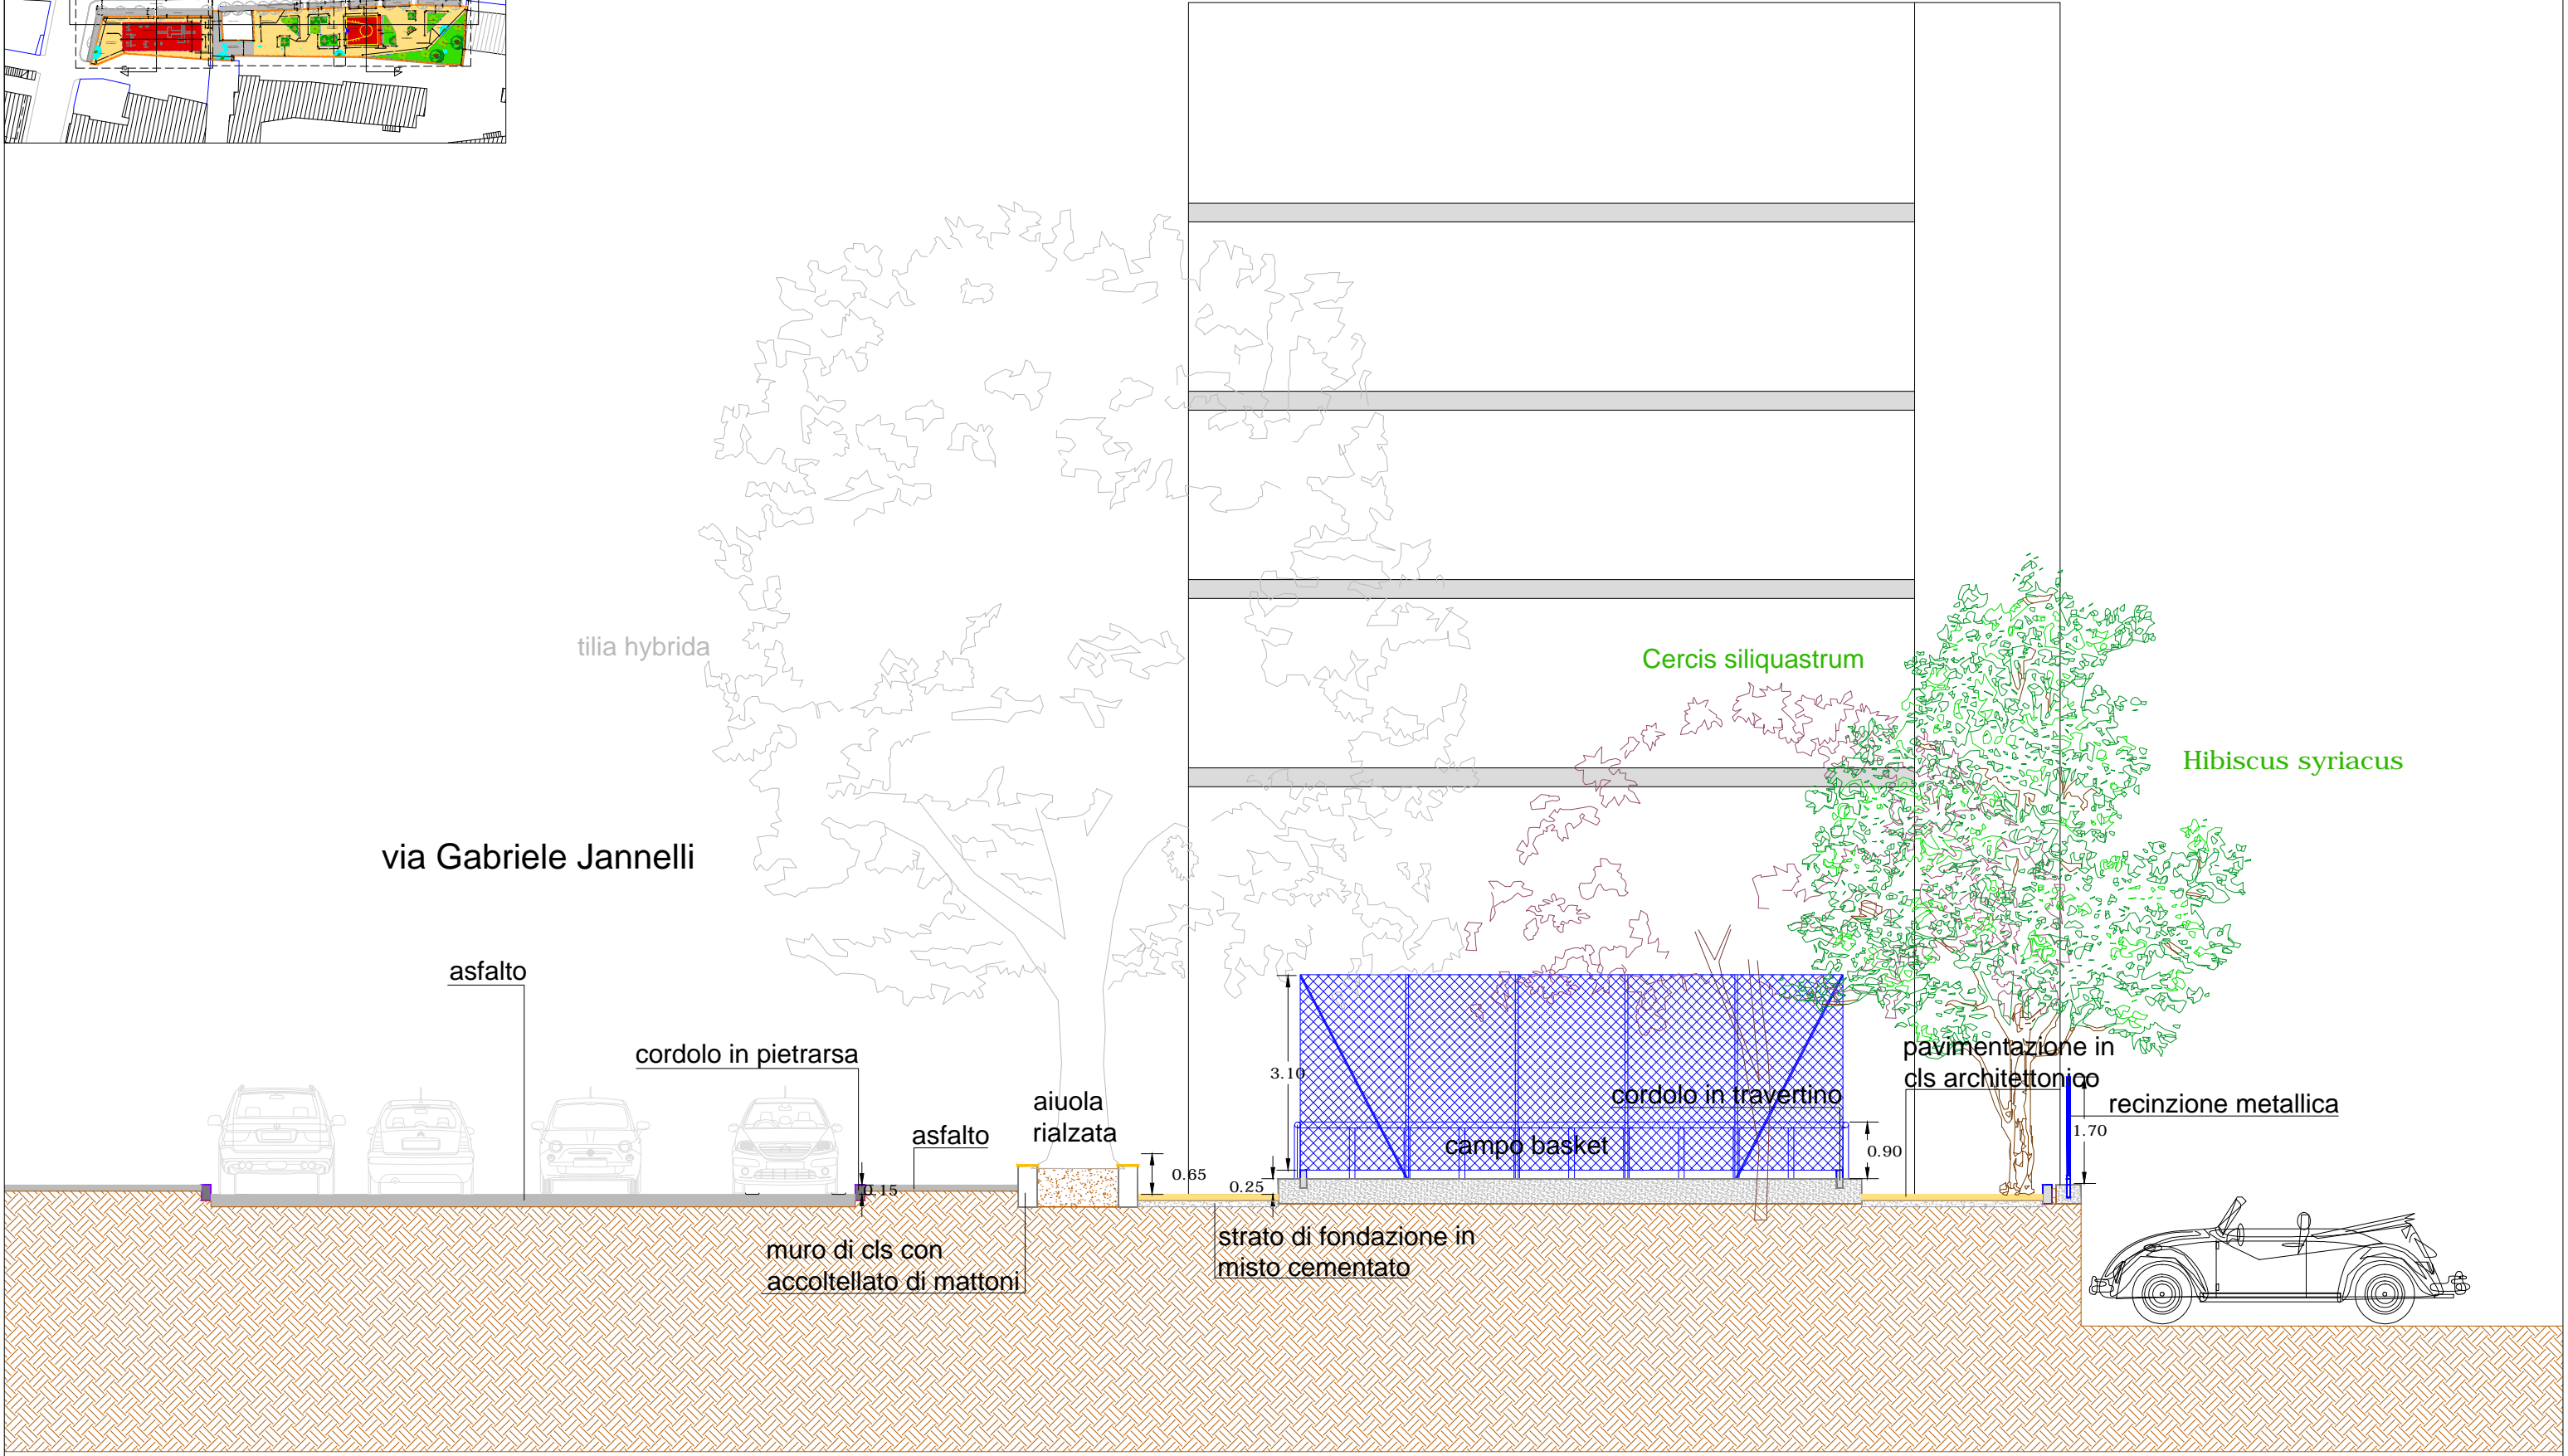 tilia hybrida
Cercis siliquastrum
Hibiscus syriacus
via Gabriele Jannelli
asfalto
cordolo in pietrarsa
aiuola
rialzata
asfalto
3.10
cordolo in travertino
campo basket
pavimentazione in
cls architettonico
recinzione metallica
1.70
0.90
0.65
0.25
0.15
muro di cls con
accoltellato di mattoni
strato di fondazione in
misto cementato